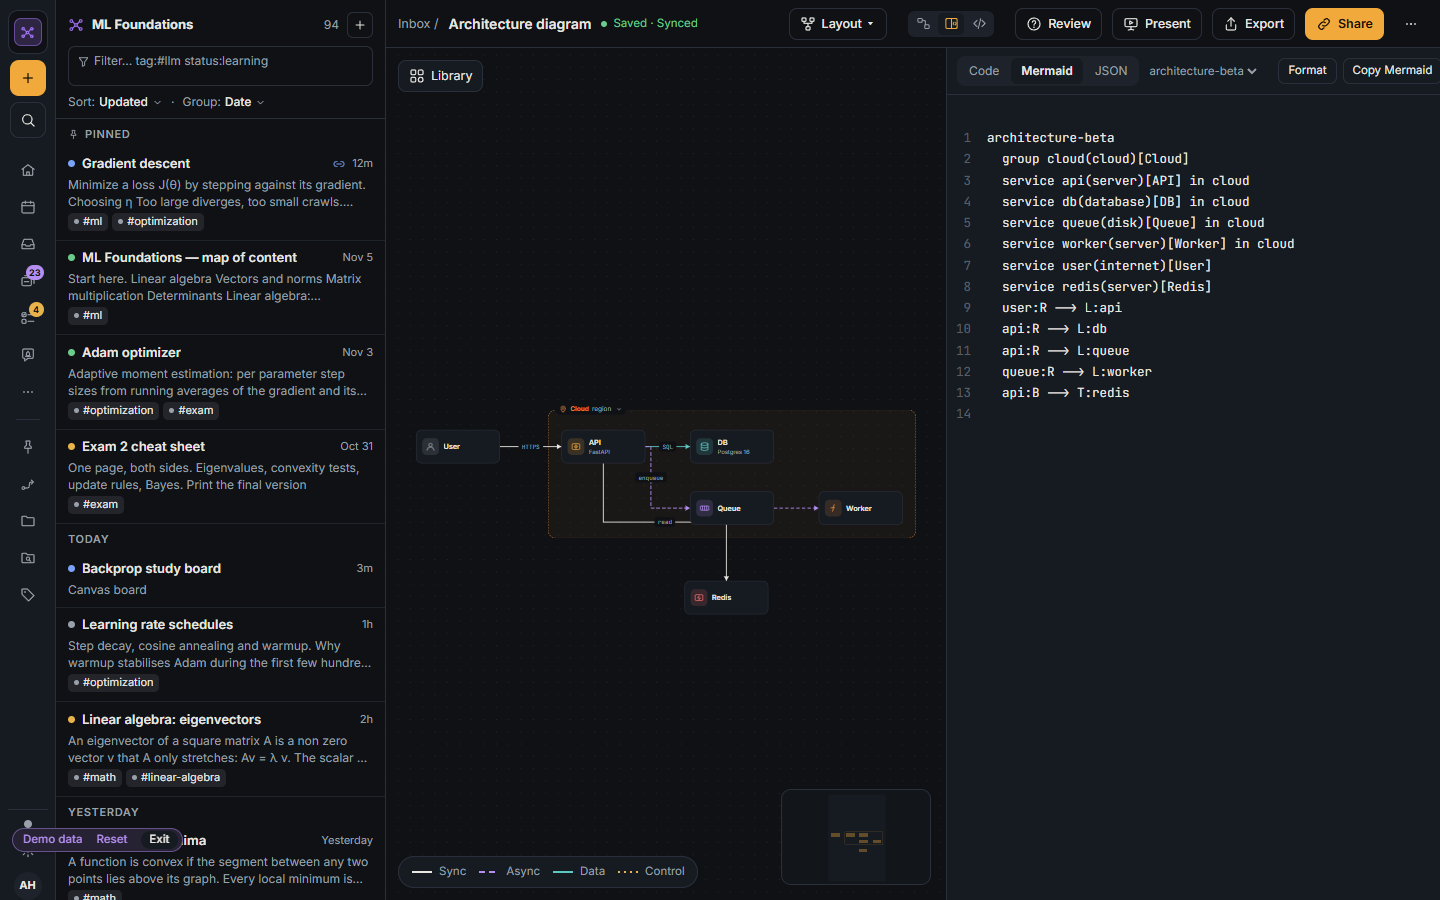 ML Foundations
94
Filter... tag:#llm status:learning
Sort: Updated · Group: Date
PINNED
Gradient descent
12m
Minimize a loss J(θ) by stepping against its gradient.
Choosing η Too large diverges, too small crawls....
#ml #optimization
ML Foundations — map of content
Nov 5
Start here. Linear algebra Vectors and norms Matrix
multiplication Determinants Linear algebra:...
#ml
Adam optimizer
Nov 3
Adaptive moment estimation: per parameter step
sizes from running averages of the gradient and its...
#optimization #exam
Exam 2 cheat sheet
Oct 31
One page, both sides. Eigenvalues, convexity tests,
update rules, Bayes. Print the final version
#exam
TODAY
Backprop study board
3m
Canvas board
Learning rate schedules
1h
Step decay, cosine annealing and warmup. Why
warmup stabilises Adam during the first few hundre...
#optimization
Linear algebra: eigenvectors
2h
An eigenvector of a square matrix A is a non zero
vector v that A only stretches: Av = λ v. The scalar ...
#math #linear-algebra
YESTERDAY
Yesterday
A function is convex if the segment between any two
points lies above its graph. Every local minimum is...
#math
23
4
Demo data Reset Exit
AH
Inbox / Architecture diagram
Saved · Synced
Layout
Review
Present
Export
Share
Library
Cloud region
User
HTTPS
API
FastAPI
SQL
DB
Postgres 16
enqueue
Queue
Worker
read
Redis
Sync Async Data Control
Code Mermaid JSON architecture-beta
Format
Copy Mermaid
1 architecture-beta
2 group cloud(cloud)[Cloud]
3 service api(server)[API] in cloud
4 service db(database)[DB] in cloud
5 service queue(disk)[Queue] in cloud
6 service worker(server)[Worker] in cloud
7 service user(internet)[User]
8 service redis(server)[Redis]
9 user:R --> L:api
10 api:R --> L:db
11 api:R --> L:queue
12 queue:R --> L:worker
13 api:B --> T:redis
14